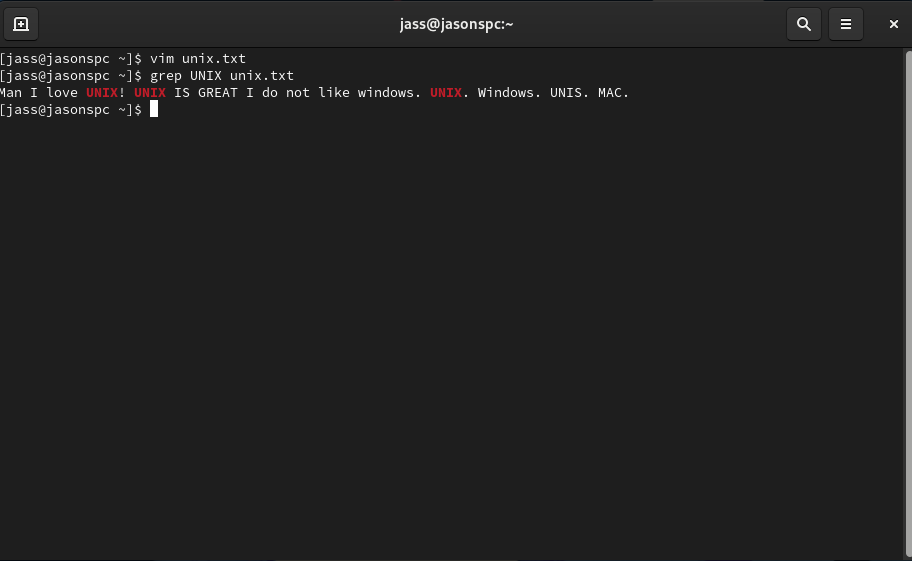 jass@jasonspc:~
[jass@jasonspc ~]$ vim unix.txt
[jass@jasonspc ~]$ grep UNIX unix.txt
Man I love UNIX! UNIX IS GREAT I do not like windows. UNIX. Windows. UNIS. MAC.
[jass@jasonspc ~]$